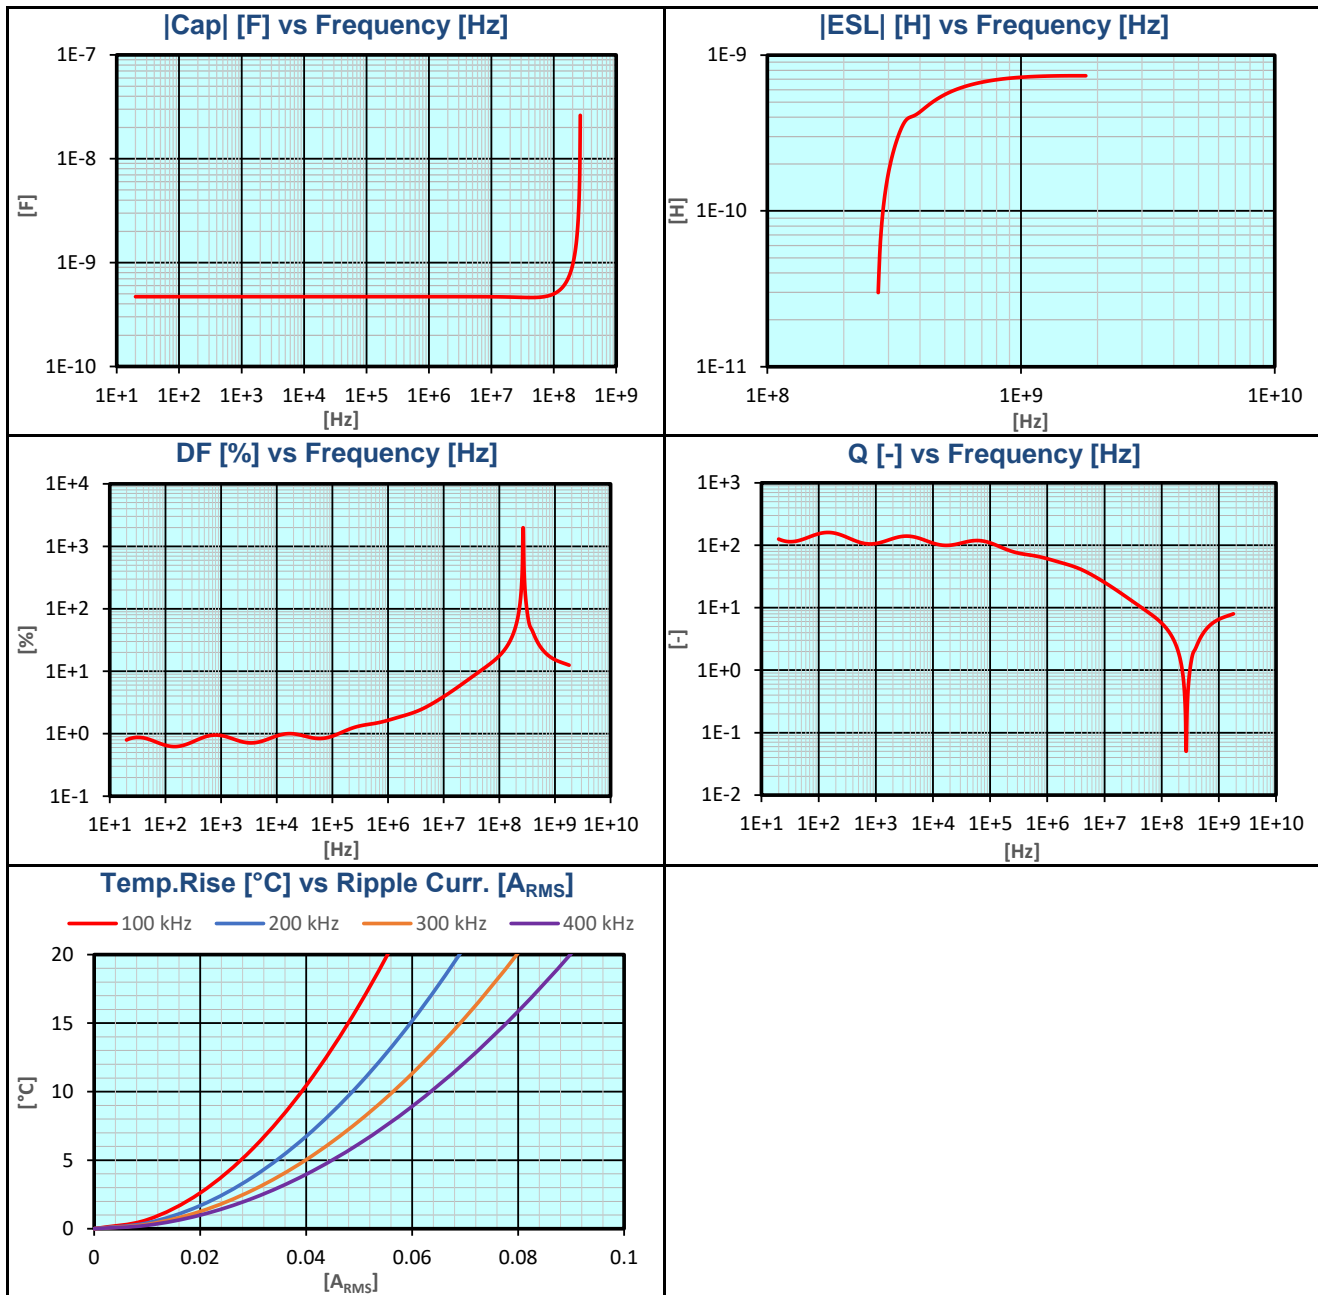 |Cap| [F] vs Frequency [Hz]
1E-7
1E-8
1E-9
1E-10
[F]
1E+1 1E+2 1E+3 1E+4 1E+5 1E+6 1E+7 1E+8 1E+9
[Hz]
|ESL| [H] vs Frequency [Hz]
1E-9
1E-10
1E-11
[H]
1E+8 1E+9 1E+10
[Hz]
DF [%] vs Frequency [Hz]
1E+4
1E+3
1E+2
1E+1
1E+0
1E-1
[%]
1E+1 1E+2 1E+3 1E+4 1E+5 1E+6 1E+7 1E+8 1E+9 1E+10
[Hz]
Q [-] vs Frequency [Hz]
1E+3
1E+2
1E+1
1E+0
1E-1
1E-2
[-]
1E+1 1E+2 1E+3 1E+4 1E+5 1E+6 1E+7 1E+8 1E+9 1E+10
[Hz]
Temp.Rise [°C] vs Ripple Curr. [ARMS]
100 kHz 200 kHz 300 kHz 400 kHz
20
15
10
5
0
[°C]
0 0.02 0.04 0.06 0.08 0.1
[ARMS]